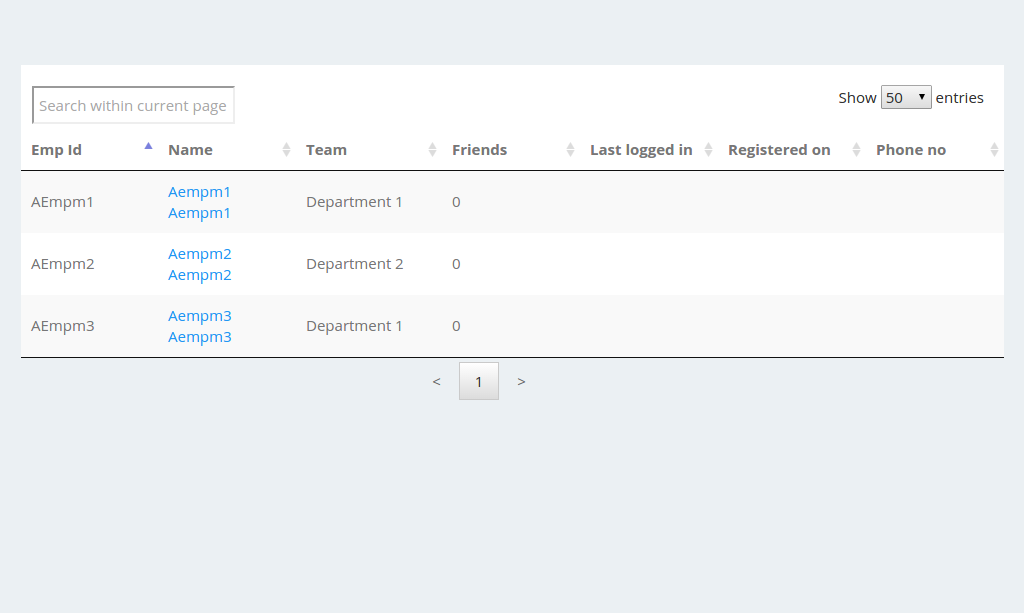 Search within current page
Show 50 entries
Emp Id Name Team Friends Last logged in Registered on Phone no
AEmpm1 Aempm1 Department 1 0
Aempm1
AEmpm2 Aempm2 Department 2 0
Aempm2
AEmpm3 Aempm3 Department 1 0
Aempm3
< 1 >